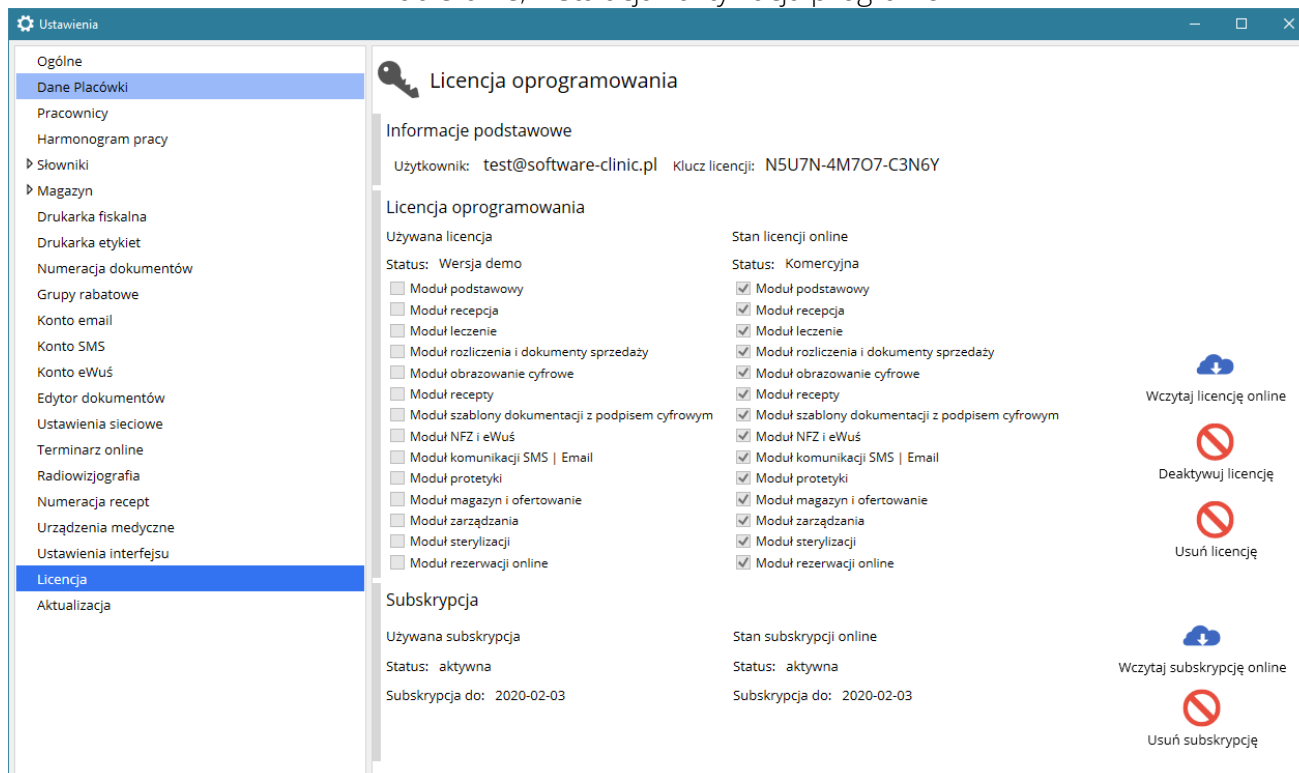 Ustawienia
Ogólne
Dane Placówki
Pracownicy
Harmonogram pracy
Słowniki
Magazyn
Drukarka fiskalna
Drukarka etykiet
Numeracja dokumentów
Grupy rabatowe
Konto email
Konto SMS
Konto eWuś
Edytor dokumentów
Ustawienia sieciowe
Terminarz online
Radiowizjografia
Numeracja recept
Urządzenia medyczne
Ustawienia interfejsu
Licencja
Aktualizacja
Licencja oprogramowania
Informacje podstawowe
Użytkownik: test@software-clinic.pl Klucz licencji: N5U7N-4M7O7-C3N6Y
Licencja oprogramowania
Używana licencja
Status: Wersja demo
Moduł podstawowy
Moduł recepcja
Moduł leczenie
Moduł rozliczenia i dokumenty sprzedaży
Moduł obrazowanie cyfrowe
Moduł recepty
Moduł szablony dokumentacji z podpisem cyfrowym
Moduł NFZ i eWuś
Moduł komunikacji SMS | Email
Moduł protetyki
Moduł magazyn i ofertowanie
Moduł zarządzania
Moduł sterylizacji
Moduł rezerwacji online
Stan licencji online
Status: Komercyjna
Moduł podstawowy
Moduł recepcja
Moduł leczenie
Moduł rozliczenia i dokumenty sprzedaży
Moduł obrazowanie cyfrowe
Moduł recepty
Moduł szablony dokumentacji z podpisem cyfrowym
Moduł NFZ i eWuś
Moduł komunikacji SMS | Email
Moduł protetyki
Moduł magazyn i ofertowanie
Moduł zarządzania
Moduł sterylizacji
Moduł rezerwacji online
Wczytaj licencję online
Deaktywuj licencję
Usuń licencję
Subskrypcja
Używana subskrypcja
Status: aktywna
Subskrypcja do: 2020-02-03
Stan subskrypcji online
Status: aktywna
Subskrypcja do: 2020-02-03
Wczytaj subskrypcję online
Usuń subskrypcję